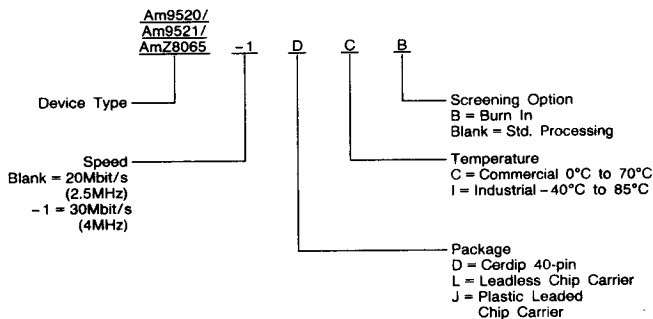 Am9520/
Am9521/
AmZ8065 -1 D C B
Device Type
Screening Option
B = Burn In
Blank = Std. Processing
Speed
Blank = 20Mbit/s
(2.5MHz)
-1 = 30Mbit/s
(4MHz)
Temperature
C = Commercial 0°C to 70°C
I = Industrial -40°C to 85°C
Package
D = Cerdip 40-pin
L = Leadless Chip Carrier
J = Plastic Leaded
Chip Carrier